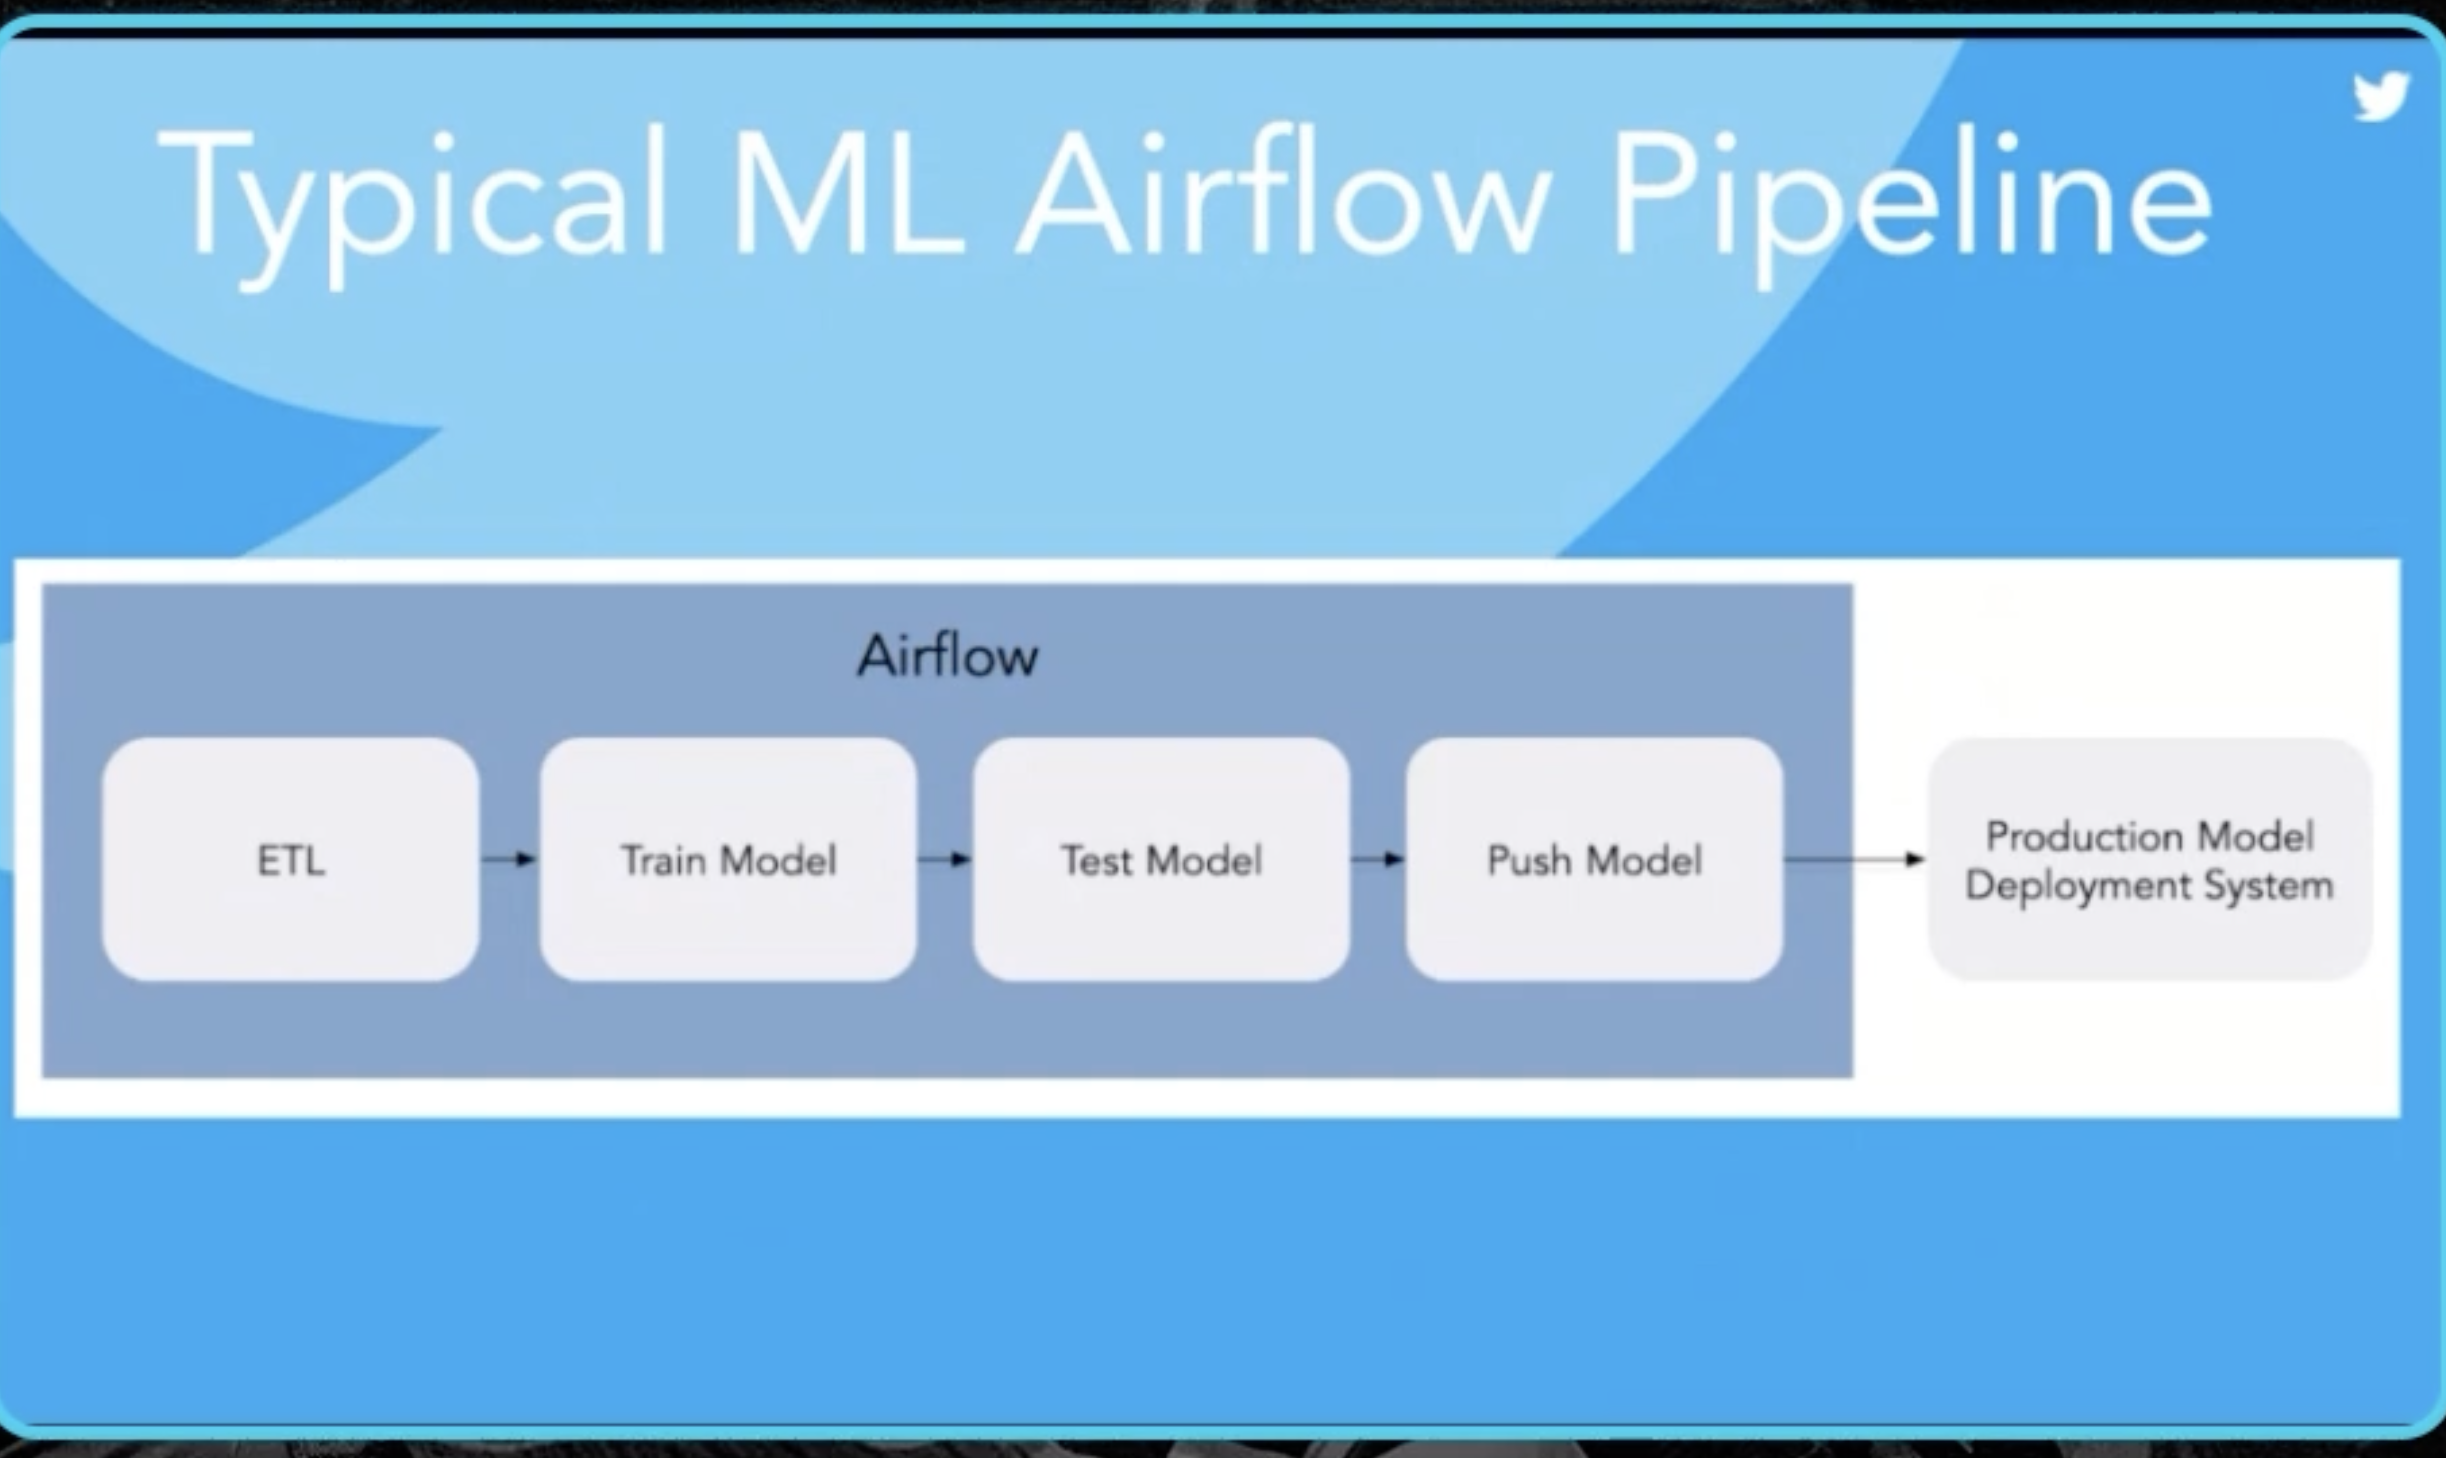 Typical ML Airflow Pipeline
Airflow
ETL
Train Model
Test Model
Push Model
Production Model
Deployment System